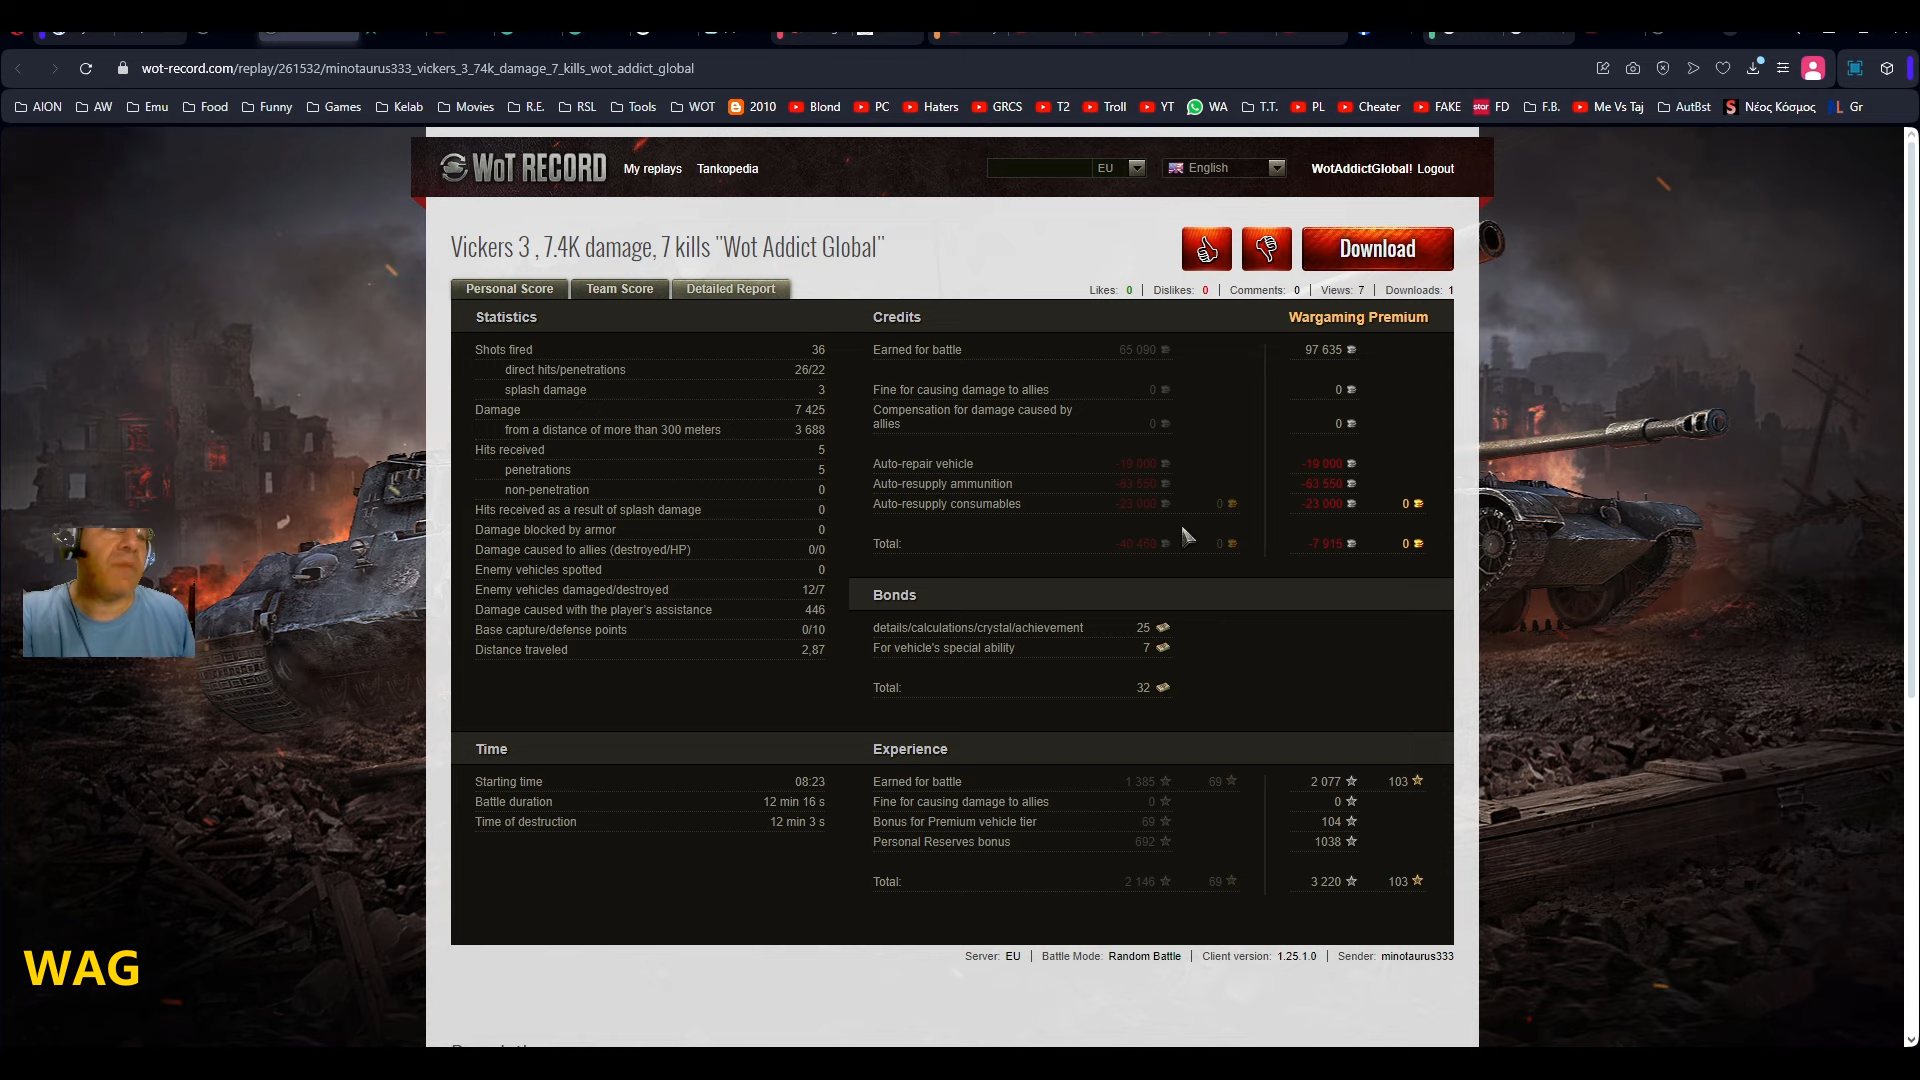 wot-record.com/replay/261532/minotaurus333_vickers_3_74k_damage_7_kills_wot_addict_global
AION AW Emu Food Funny Games Kelab Movies R.E. RSL Tools WOT 2010 Blond PC Haters GRCS T2 Troll YT WA T.T. PL Cheater FAKE star FD F.B. Me Vs Taj AutBst Νέος Κόσμος Gr
WoT RECORD My replays Tankopedia EU English WotAddictGlobal! Logout
Vickers 3 , 7.4K damage, 7 kills "Wot Addict Global" Download
Personal Score Team Score Detailed Report Likes: 0 | Dislikes: 0 | Comments: 0 | Views: 7 | Downloads: 1
Statistics Credits Wargaming Premium
Shots fired 36 Earned for battle 65 090 97 635
direct hits/penetrations 26/22
splash damage 3 Fine for causing damage to allies 0 0
Damage 7 425 Compensation for damage caused by
allies 0 0
from a distance of more than 300 meters 3 688
Hits received 5
penetrations 5 Auto-repair vehicle -19 000 -19 000
non-penetration 0 Auto-resupply ammunition -63 550 -63 550
Hits received as a result of splash damage 0 Auto-resupply consumables -23 000 0 -23 000 0
Damage blocked by armor 0
Damage caused to allies (destroyed/HP) 0/0 Total: -40 460 0 -7 915 0
Enemy vehicles spotted 0
Enemy vehicles damaged/destroyed 12/7 Bonds
Damage caused with the player's assistance 446
Base capture/defense points 0/10 details/calculations/crystal/achievement 25
Distance traveled 2,87 For vehicle's special ability 7
Total: 32
Time Experience
Starting time 08:23 Earned for battle 1 385 69 2 077 103
Battle duration 12 min 16 s Fine for causing damage to allies 0 0
Time of destruction 12 min 3 s Bonus for Premium vehicle tier 69 104
Personal Reserves bonus 692 1038
Total: 2 146 69 3 220 103
WAG
Server: EU | Battle Mode: Random Battle | Client version: 1.25.1.0 | Sender: minotaurus333